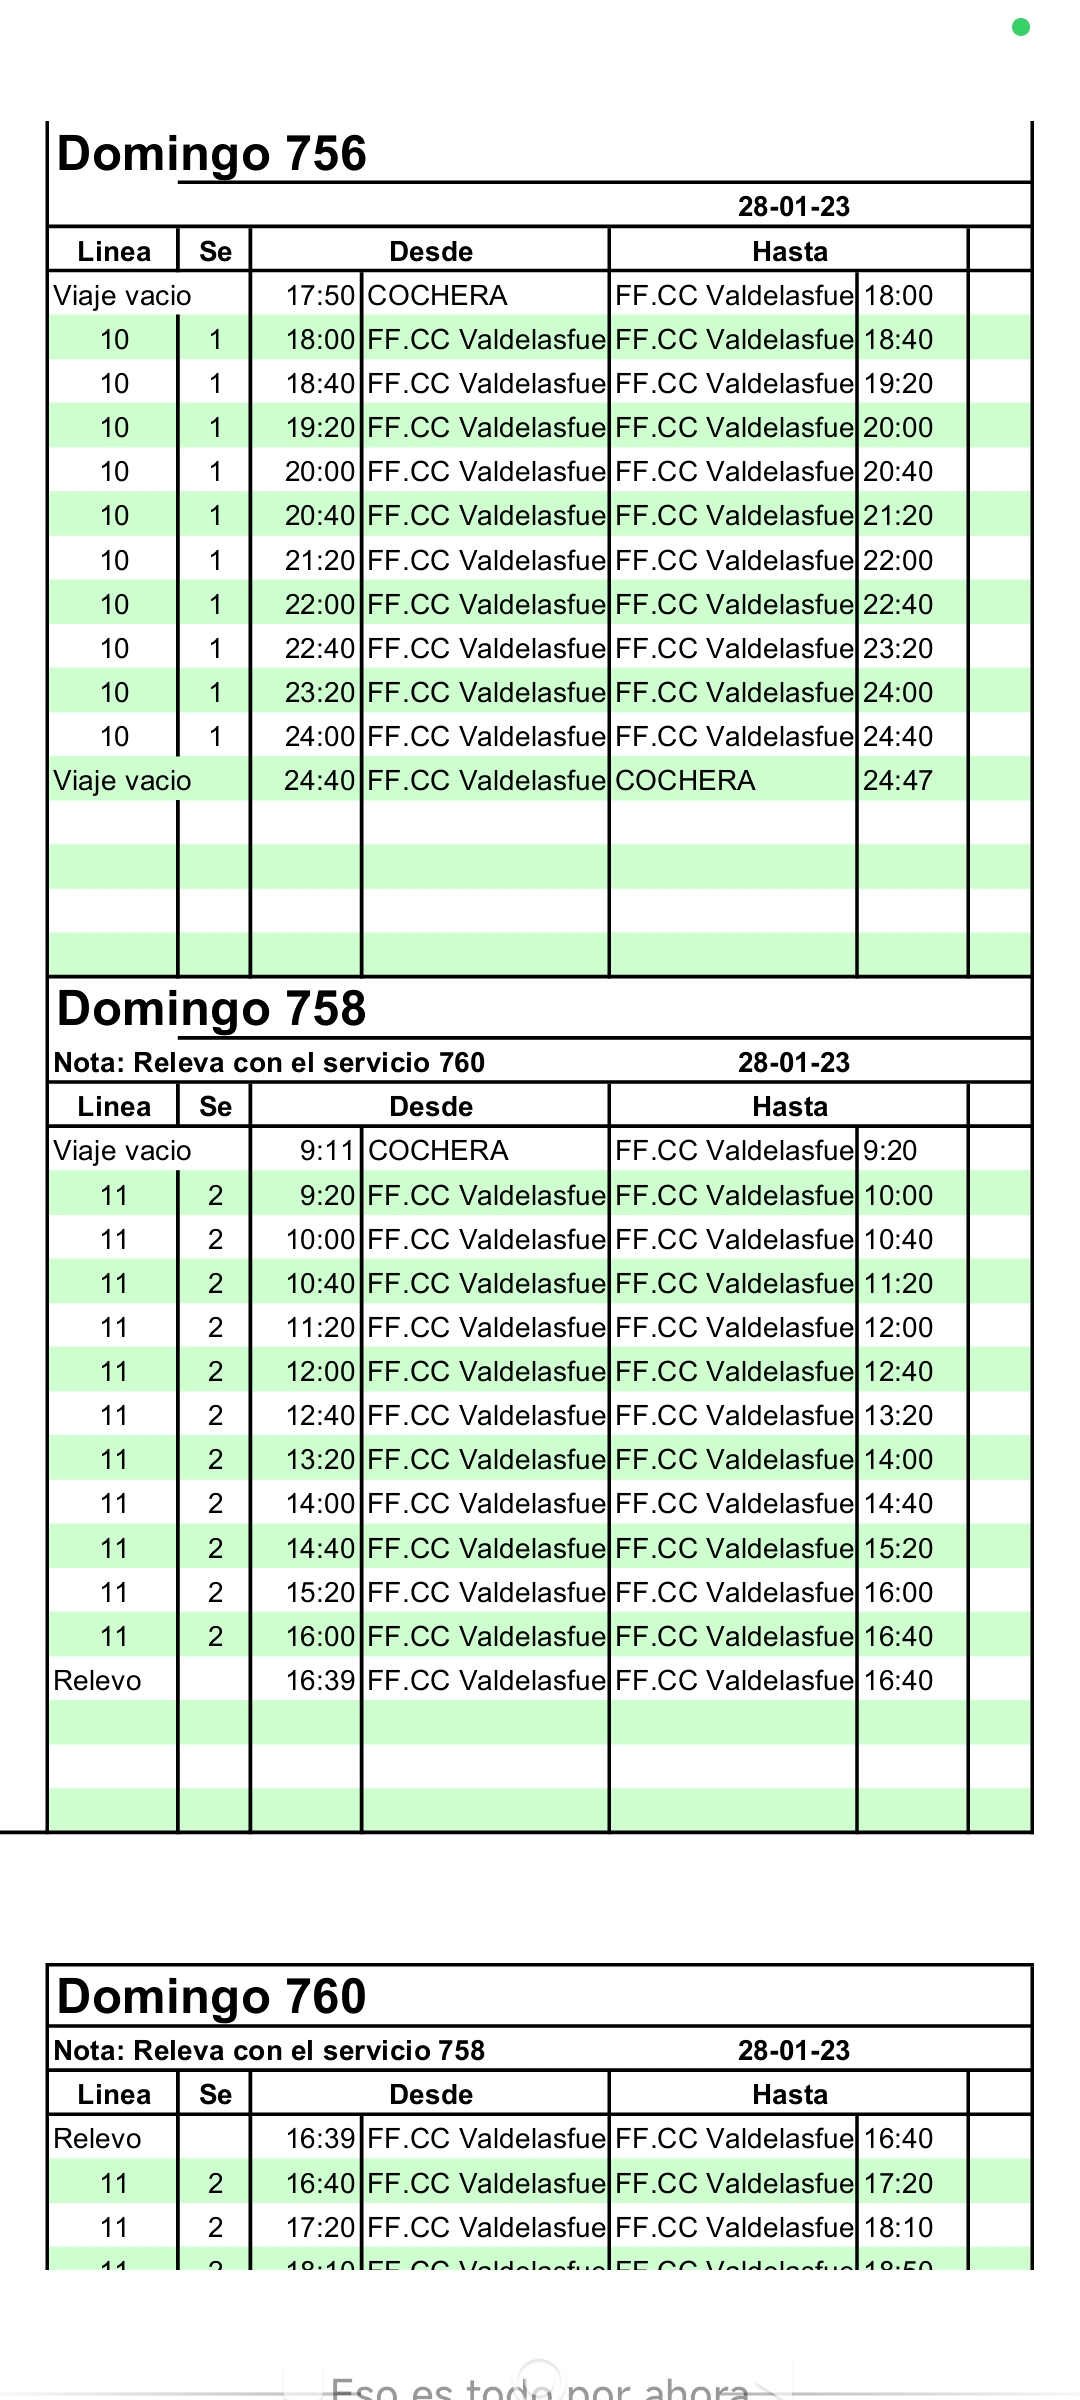 Domingo 756
28-01-23
Linea Se Desde Hasta
Viaje vacio 17:50 COCHERA FF.CC Valdelasfue 18:00
10 1 18:00 FF.CC Valdelasfue FF.CC Valdelasfue 18:40
10 1 18:40 FF.CC Valdelasfue FF.CC Valdelasfue 19:20
10 1 19:20 FF.CC Valdelasfue FF.CC Valdelasfue 20:00
10 1 20:00 FF.CC Valdelasfue FF.CC Valdelasfue 20:40
10 1 20:40 FF.CC Valdelasfue FF.CC Valdelasfue 21:20
10 1 21:20 FF.CC Valdelasfue FF.CC Valdelasfue 22:00
10 1 22:00 FF.CC Valdelasfue FF.CC Valdelasfue 22:40
10 1 22:40 FF.CC Valdelasfue FF.CC Valdelasfue 23:20
10 1 23:20 FF.CC Valdelasfue FF.CC Valdelasfue 24:00
10 1 24:00 FF.CC Valdelasfue FF.CC Valdelasfue 24:40
Viaje vacio 24:40 FF.CC Valdelasfue COCHERA 24:47
Domingo 758
Nota: Releva con el servicio 760 28-01-23
Linea Se Desde Hasta
Viaje vacio 9:11 COCHERA FF.CC Valdelasfue 9:20
11 2 9:20 FF.CC Valdelasfue FF.CC Valdelasfue 10:00
11 2 10:00 FF.CC Valdelasfue FF.CC Valdelasfue 10:40
11 2 10:40 FF.CC Valdelasfue FF.CC Valdelasfue 11:20
11 2 11:20 FF.CC Valdelasfue FF.CC Valdelasfue 12:00
11 2 12:00 FF.CC Valdelasfue FF.CC Valdelasfue 12:40
11 2 12:40 FF.CC Valdelasfue FF.CC Valdelasfue 13:20
11 2 13:20 FF.CC Valdelasfue FF.CC Valdelasfue 14:00
11 2 14:00 FF.CC Valdelasfue FF.CC Valdelasfue 14:40
11 2 14:40 FF.CC Valdelasfue FF.CC Valdelasfue 15:20
11 2 15:20 FF.CC Valdelasfue FF.CC Valdelasfue 16:00
11 2 16:00 FF.CC Valdelasfue FF.CC Valdelasfue 16:40
Relevo 16:39 FF.CC Valdelasfue FF.CC Valdelasfue 16:40
Domingo 760
Nota: Releva con el servicio 758 28-01-23
Linea Se Desde Hasta
Relevo 16:39 FF.CC Valdelasfue FF.CC Valdelasfue 16:40
11 2 16:40 FF.CC Valdelasfue FF.CC Valdelasfue 17:20
11 2 17:20 FF.CC Valdelasfue FF.CC Valdelasfue 18:10
11 2 18:10 FF.CC Valdelasfue FF.CC Valdelasfue 18:50
Eso es todo por ahora